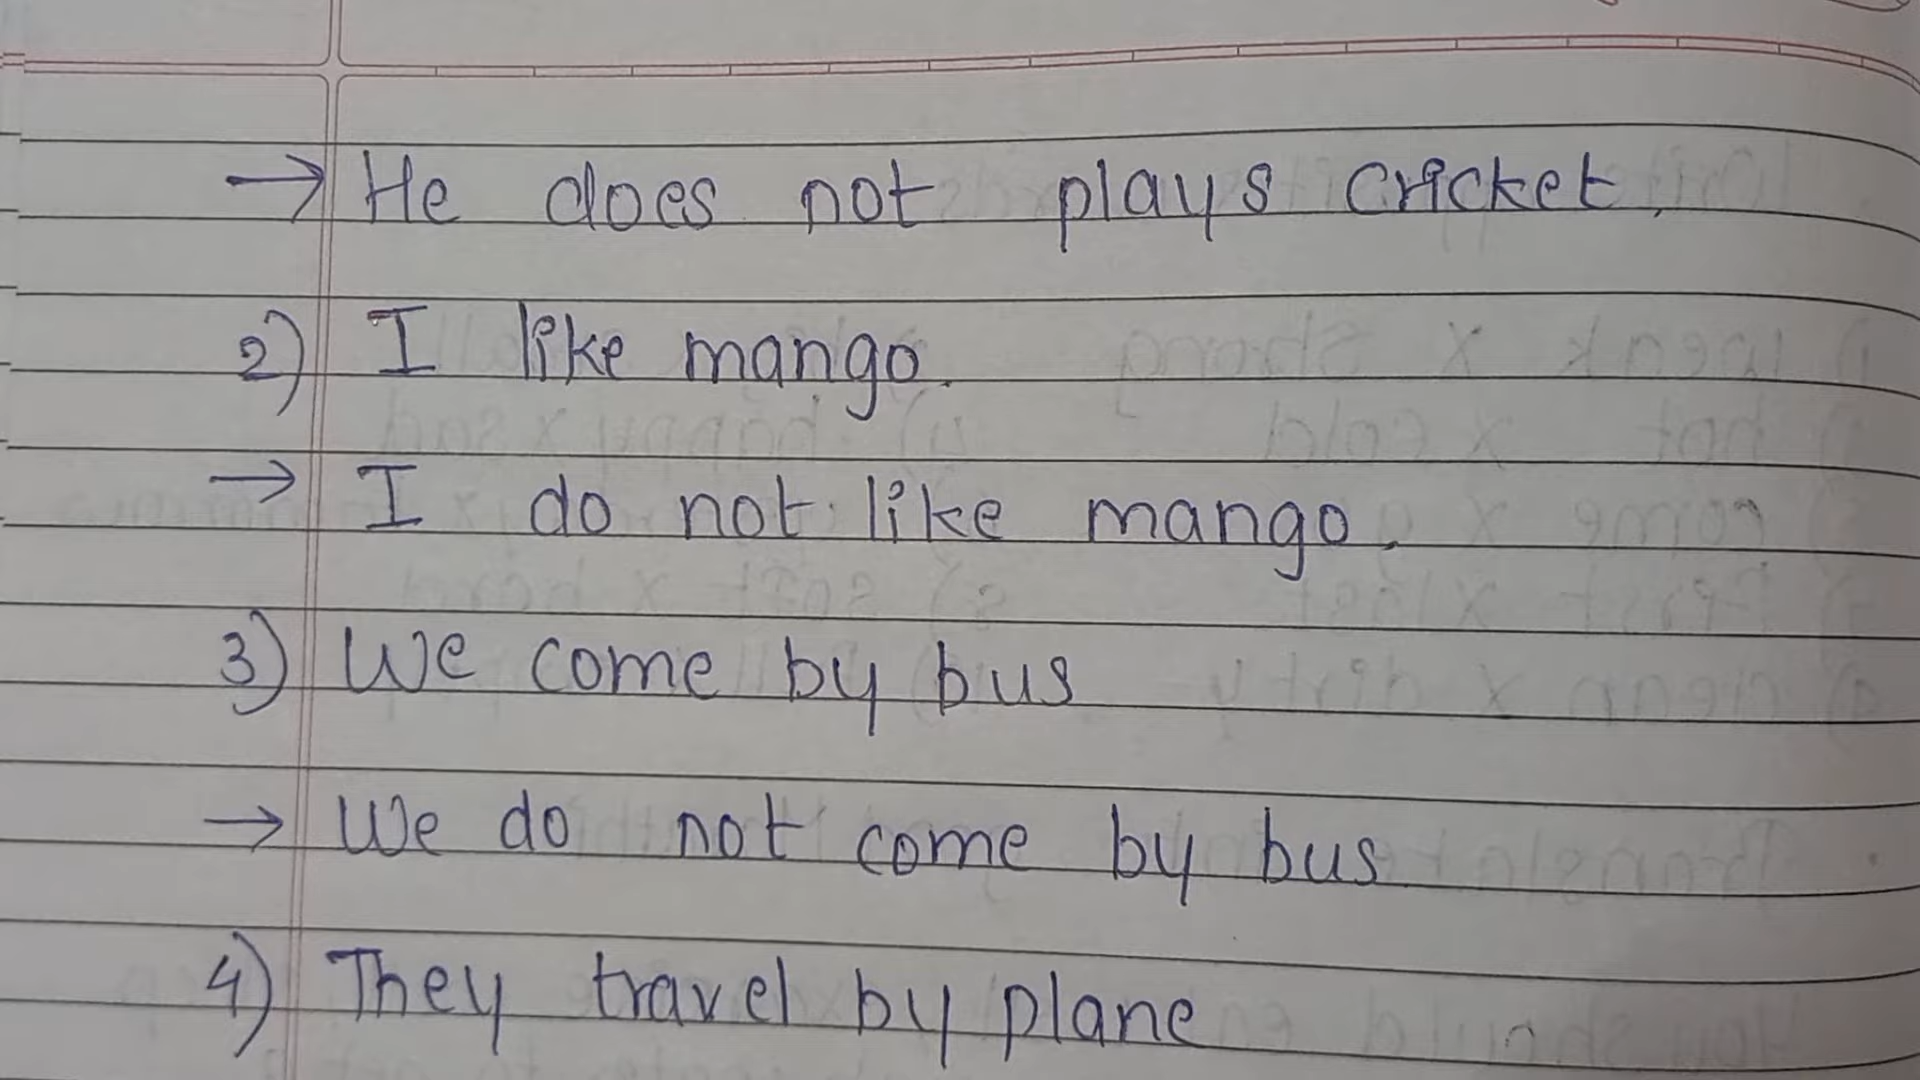 → He does not plays cricket.
2) I like mango.
→ I do not like mango.
3) We come by bus
→ We do not come by bus
4) They travel by plane